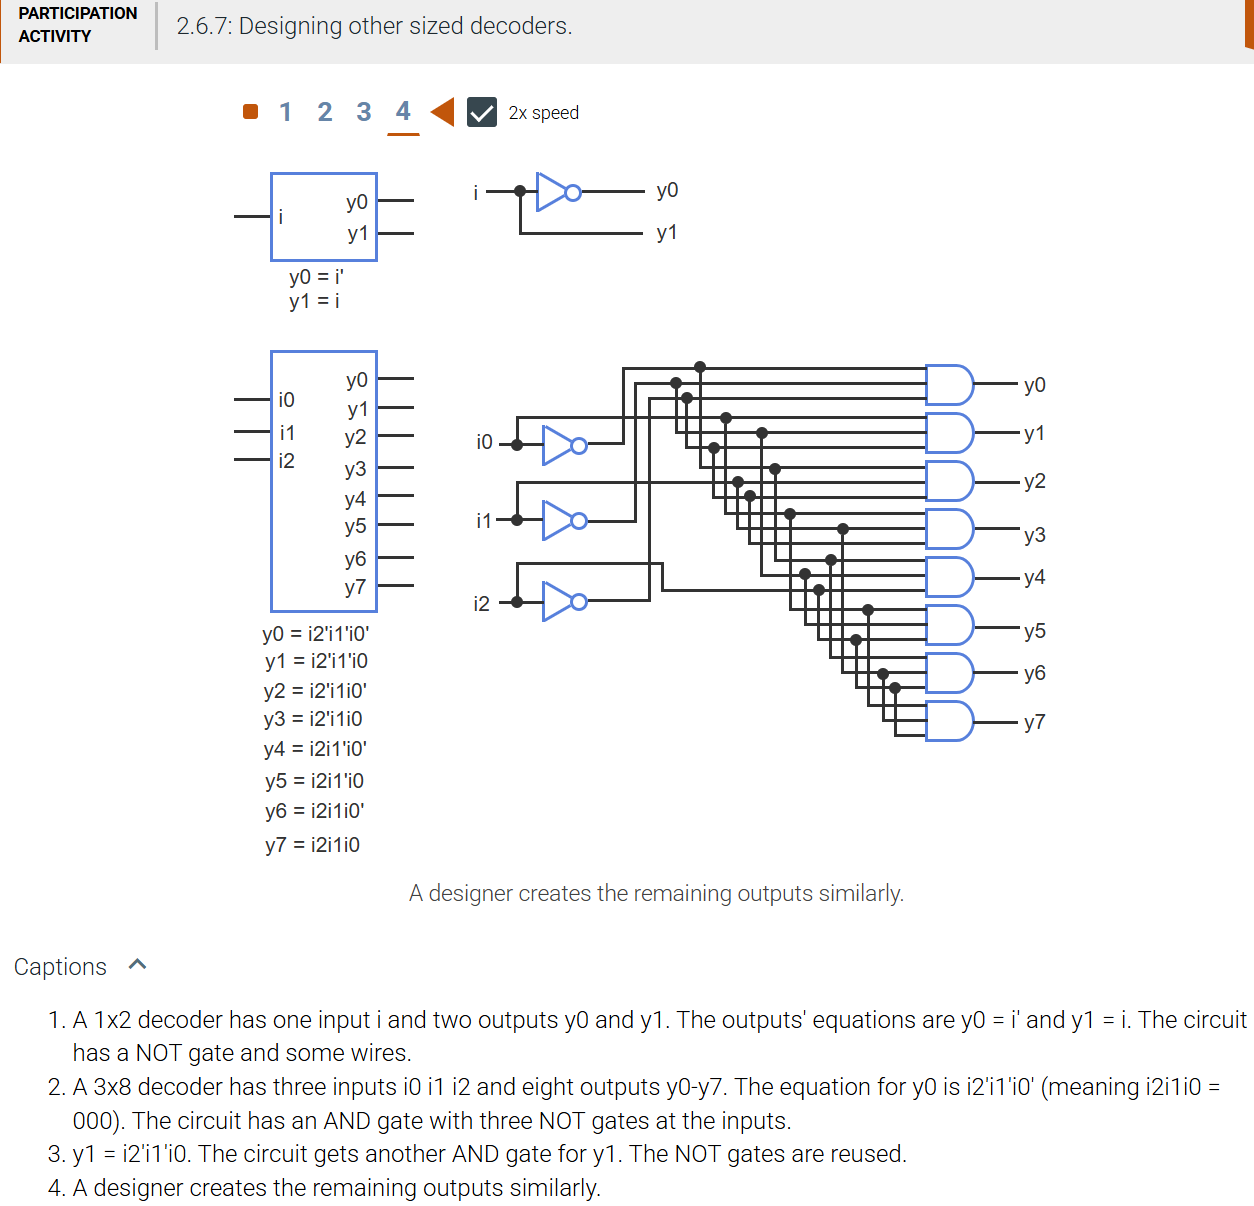 PARTICIPATION
ACTIVITY
2.6.7: Designing other sized decoders.
1 2 3 4 2x speed
i y0
y1
y0 = i'
y1 = i
i y0
y1
i0
i1
i2
y0
y1
y2
y3
y4
y5
y6
y7
y0 = i2'i1'i0'
y1 = i2'i1'i0
y2 = i2'i1i0'
y3 = i2'i1i0
y4 = i2i1'i0'
y5 = i2i1'i0
y6 = i2i1i0'
y7 = i2i1i0
i0
i1
i2
y0
y1
y2
y3
y4
y5
y6
y7
A designer creates the remaining outputs similarly.
Captions
1. A 1x2 decoder has one input i and two outputs y0 and y1. The outputs' equations are y0 = i' and y1 = i. The circuit
has a NOT gate and some wires.
2. A 3x8 decoder has three inputs i0 i1 i2 and eight outputs y0-y7. The equation for y0 is i2'i1'i0' (meaning i2i1i0 =
000). The circuit has an AND gate with three NOT gates at the inputs.
3. y1 = i2'i1'i0. The circuit gets another AND gate for y1. The NOT gates are reused.
4. A designer creates the remaining outputs similarly.